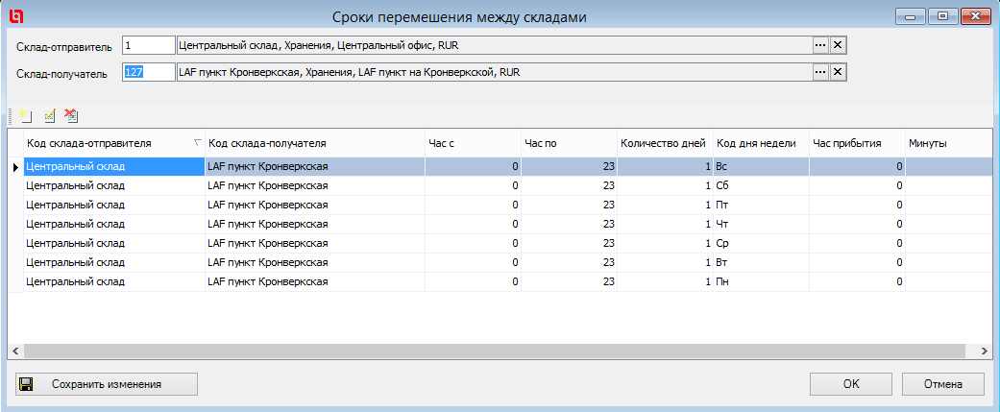 Сроки перемешения между складами
Склад-отправитель 1 Центральный склад, Хранения, Центральный офис, RUR
Склад-получатель 127 LAF пункт Кронверкская, Хранения, LAF пункт на Кронверкской, RUR
Код склада-отправителя Код склада-получателя Час с Час по Количество дней Код дня недели Час прибытия Минуты
Центральный склад LAF пункт Кронверкская 0 23 1 Вс 0
Центральный склад LAF пункт Кронверкская 0 23 1 Сб 0
Центральный склад LAF пункт Кронверкская 0 23 1 Пт 0
Центральный склад LAF пункт Кронверкская 0 23 1 Чт 0
Центральный склад LAF пункт Кронверкская 0 23 1 Ср 0
Центральный склад LAF пункт Кронверкская 0 23 1 Вт 0
Центральный склад LAF пункт Кронверкская 0 23 1 Пн 0
Сохранить изменения OK Отмена